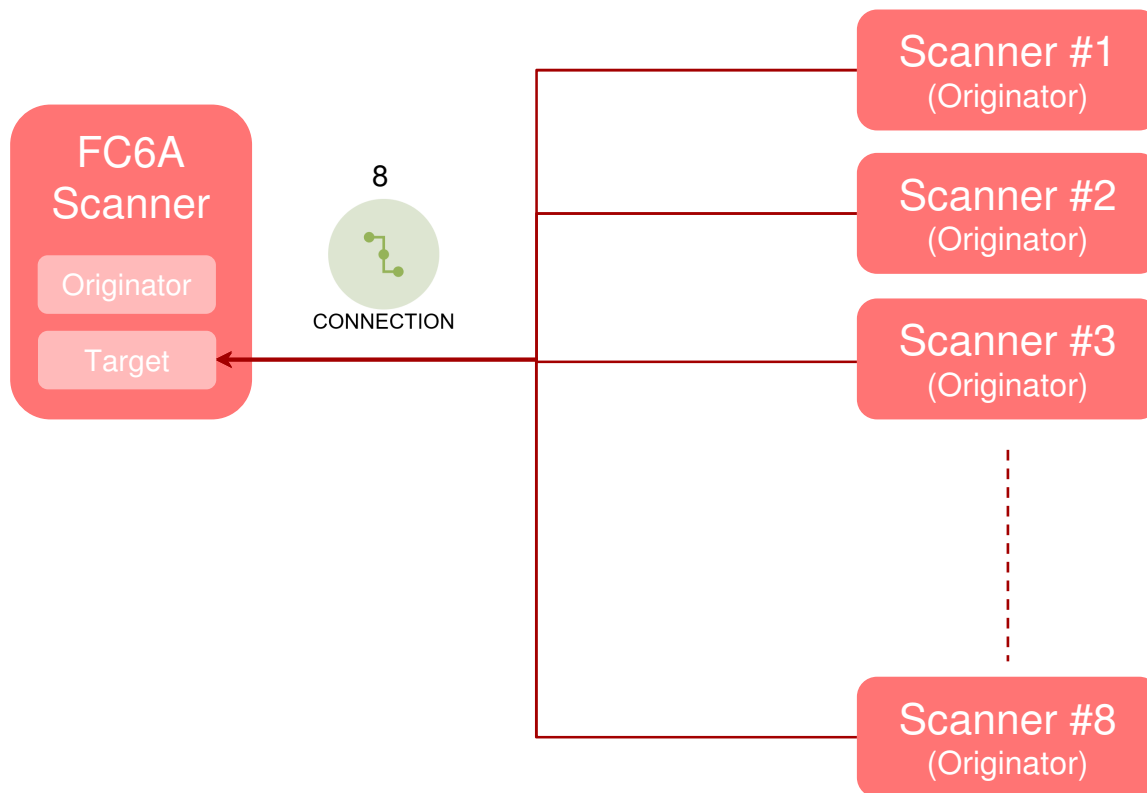 FC6A
Scanner
Originator
Target
8
CONNECTION
Scanner #1
(Originator)
Scanner #2
(Originator)
Scanner #3
(Originator)
Scanner #8
(Originator)